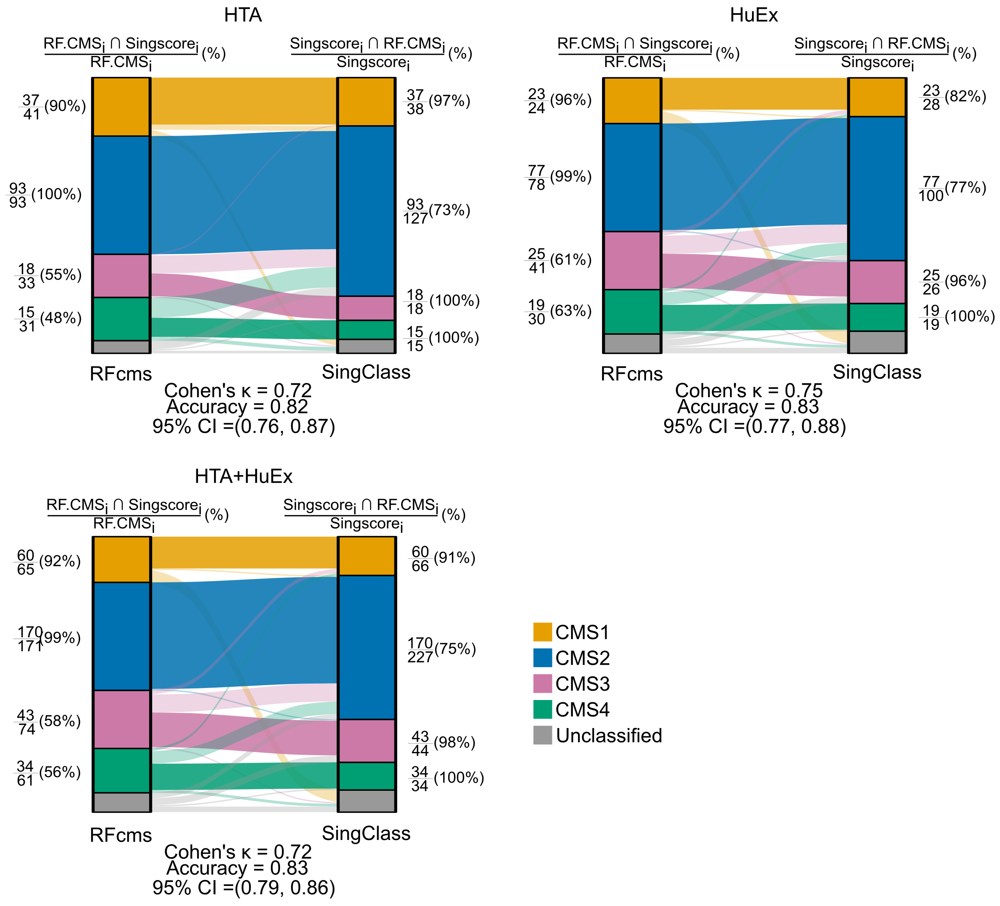 HTA
RF.CMSi ∩ Singscorei (%)
RF.CMSi
Singscorei ∩ RF.CMSi (%)
Singscorei
37
41 (90%)
93
93 (100%)
18
33 (55%)
15
31 (48%)
37
38 (97%)
93
127 (73%)
18
18 (100%)
15
15 (100%)
RFcms
SingClass
Cohen's κ = 0.72
Accuracy = 0.82
95% CI =(0.76, 0.87)
HuEx
RF.CMSi ∩ Singscorei (%)
RF.CMSi
Singscorei ∩ RF.CMSi (%)
Singscorei
23
24 (96%)
77
78 (99%)
25
41 (61%)
19
30 (63%)
23
28 (82%)
77
100 (77%)
25
26 (96%)
19
19 (100%)
RFcms
SingClass
Cohen's κ = 0.75
Accuracy = 0.83
95% CI =(0.77, 0.88)
HTA+HuEx
RF.CMSi ∩ Singscorei (%)
RF.CMSi
Singscorei ∩ RF.CMSi (%)
Singscorei
60
65 (92%)
170
171 (99%)
43
74 (58%)
34
61 (56%)
60
66 (91%)
170
227 (75%)
43
44 (98%)
34
34 (100%)
RFcms
SingClass
Cohen's κ = 0.72
Accuracy = 0.83
95% CI =(0.79, 0.86)
CMS1
CMS2
CMS3
CMS4
Unclassified